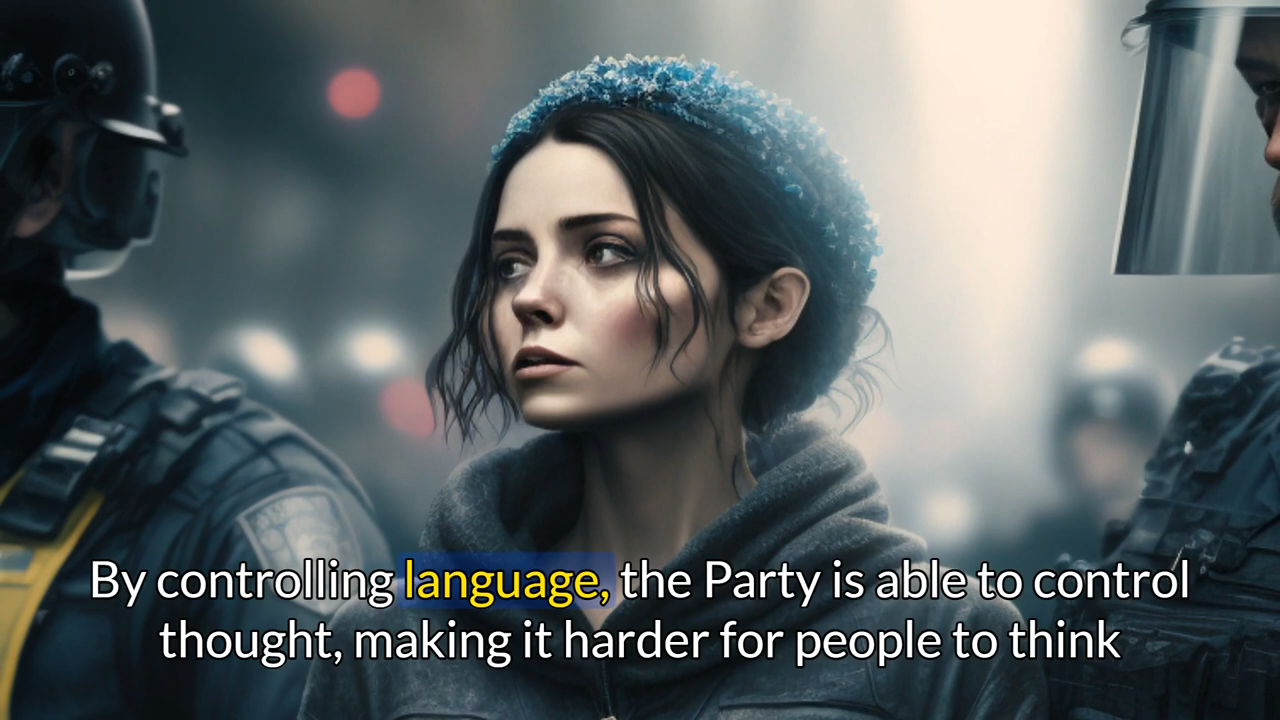 By controlling language, the Party is able to control
thought, making it harder for people to think